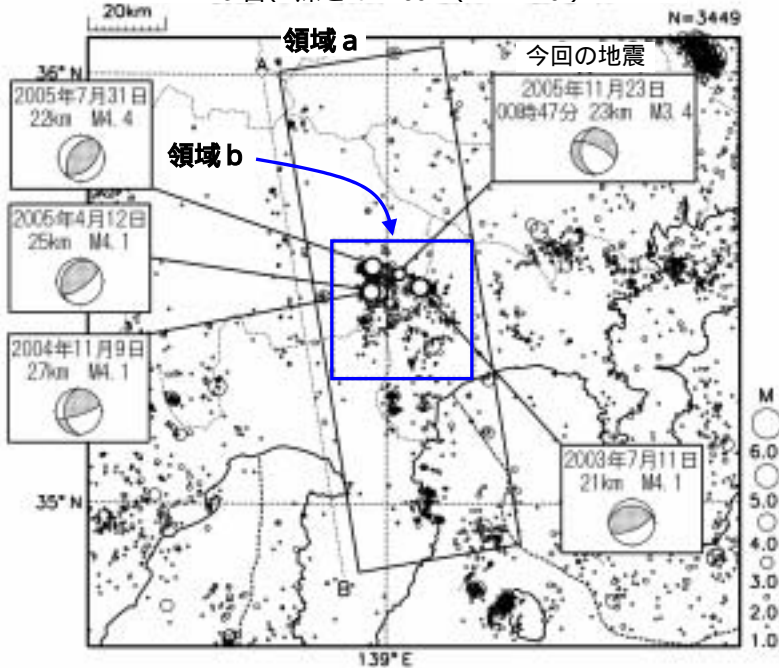 20km
N=3449
領域a
今回の地震
A
36°N
2005年7月31日
22km M4.4
2005年11月23日
00時47分 23km M3.4
領域b
2005年4月12日
25km M4.1
2004年11月9日
27km M4.1
2003年7月11日
21km M4.1
M
6.0
5.0
4.0
3.0
2.0
1.0
35°N
B
139°E